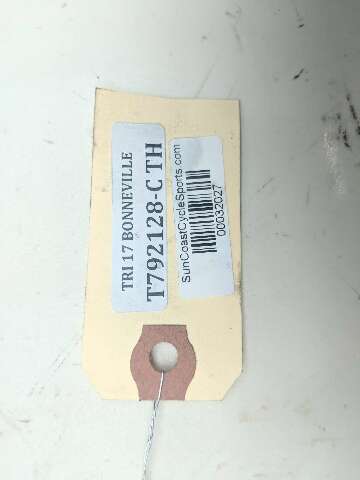 TRI 17 BONNEVILLE
T792128-C TH
SunCoastCycleSports.com
00032027